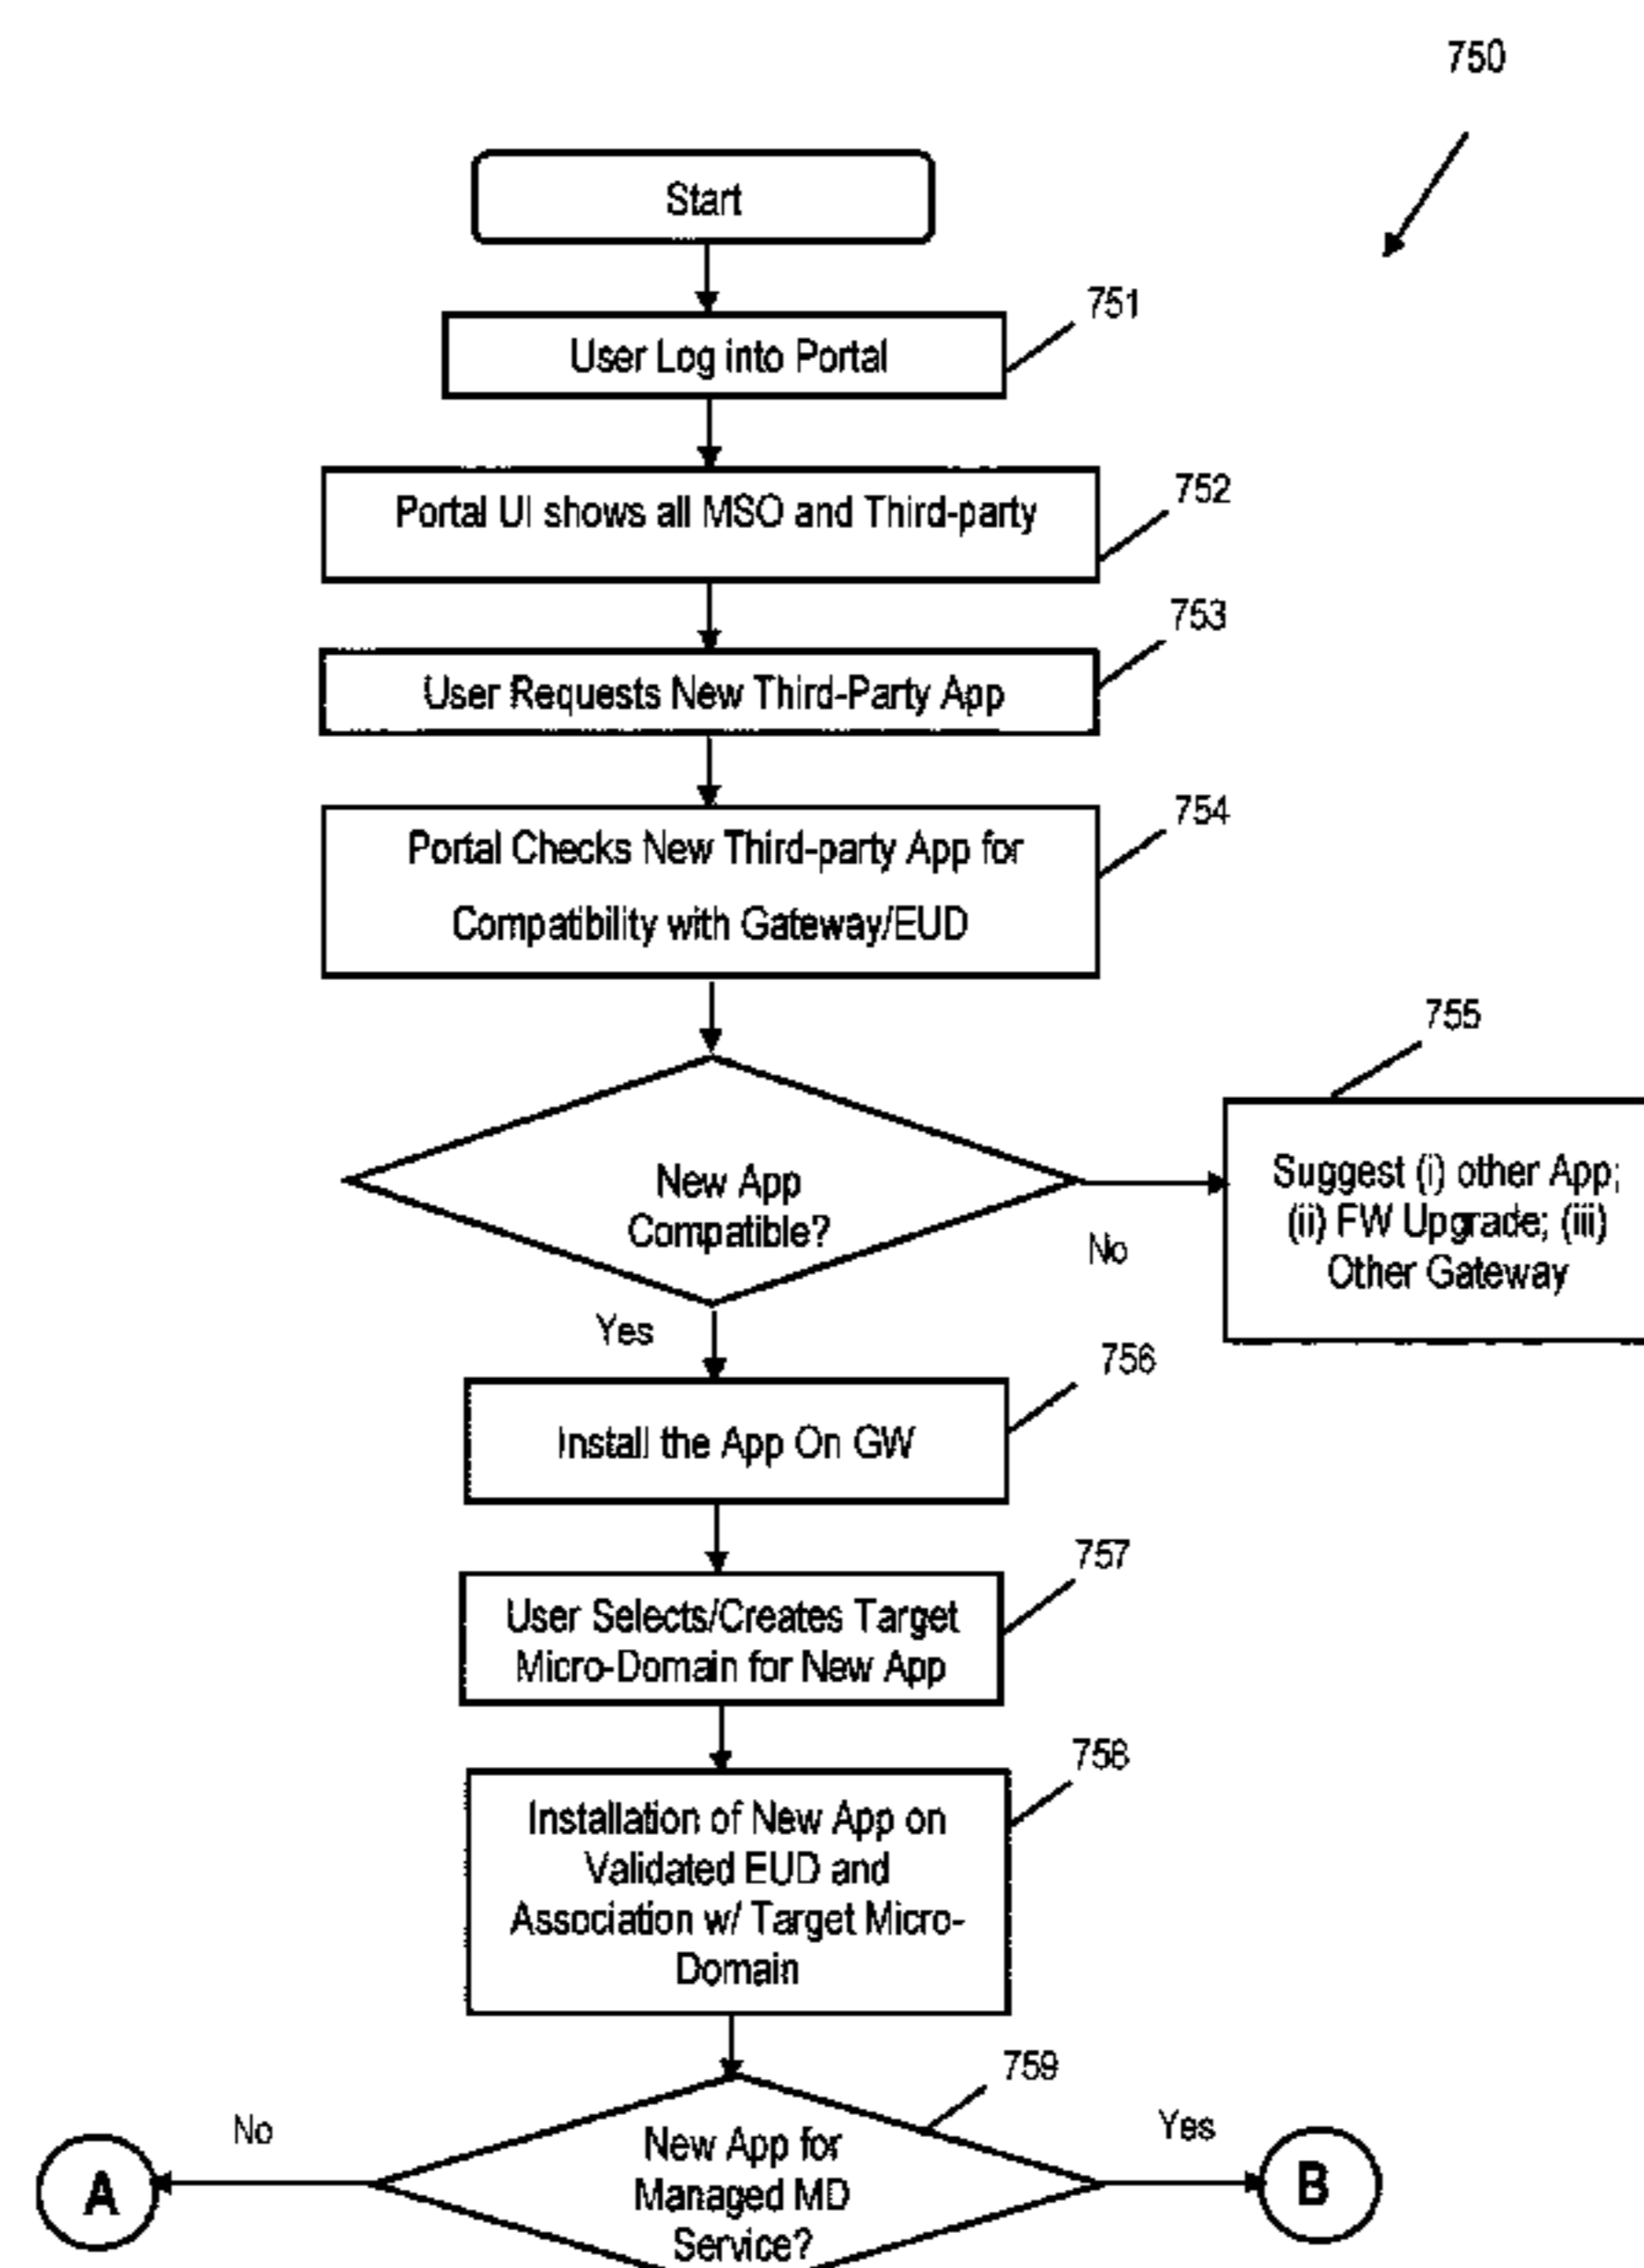 750
Start
751
User Log into Portal
752
Portal UI shows all MSO and Third-party
753
User Requests New Third-Party App
754
Portal Checks New Third-party App for
Compatibility with Gateway/EUD
755
New App
Compatible?
No
Suggest (i) other App;
(ii) FW Upgrade; (iii)
Other Gateway
Yes
756
Install the App On GW
757
User Selects/Creates Target
Micro-Domain for New App
758
Installation of New App on
Validated EUD and
Association w/ Target Micro-
Domain
759
No
Yes
New App for
Managed MD
Service?
A
B